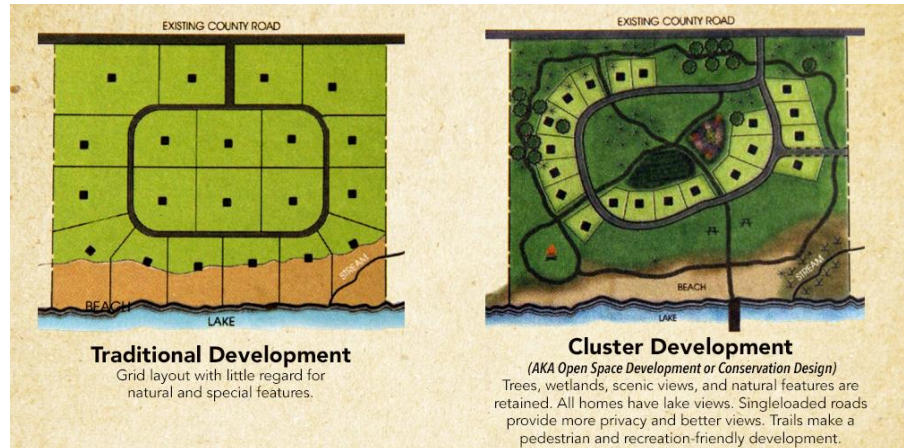 EXISTING COUNTY ROAD
STREAM
BEACH
LAKE
Traditional Development
Grid layout with little regard for
natural and special features.
EXISTING COUNTY ROAD
STREAM
BEACH
LAKE
Cluster Development
(AKA Open Space Development or Conservation Design)
Trees, wetlands, scenic views, and natural features are
retained. All homes have lake views. Singleloaded roads
provide more privacy and better views. Trails make a
pedestrian and recreation-friendly development.